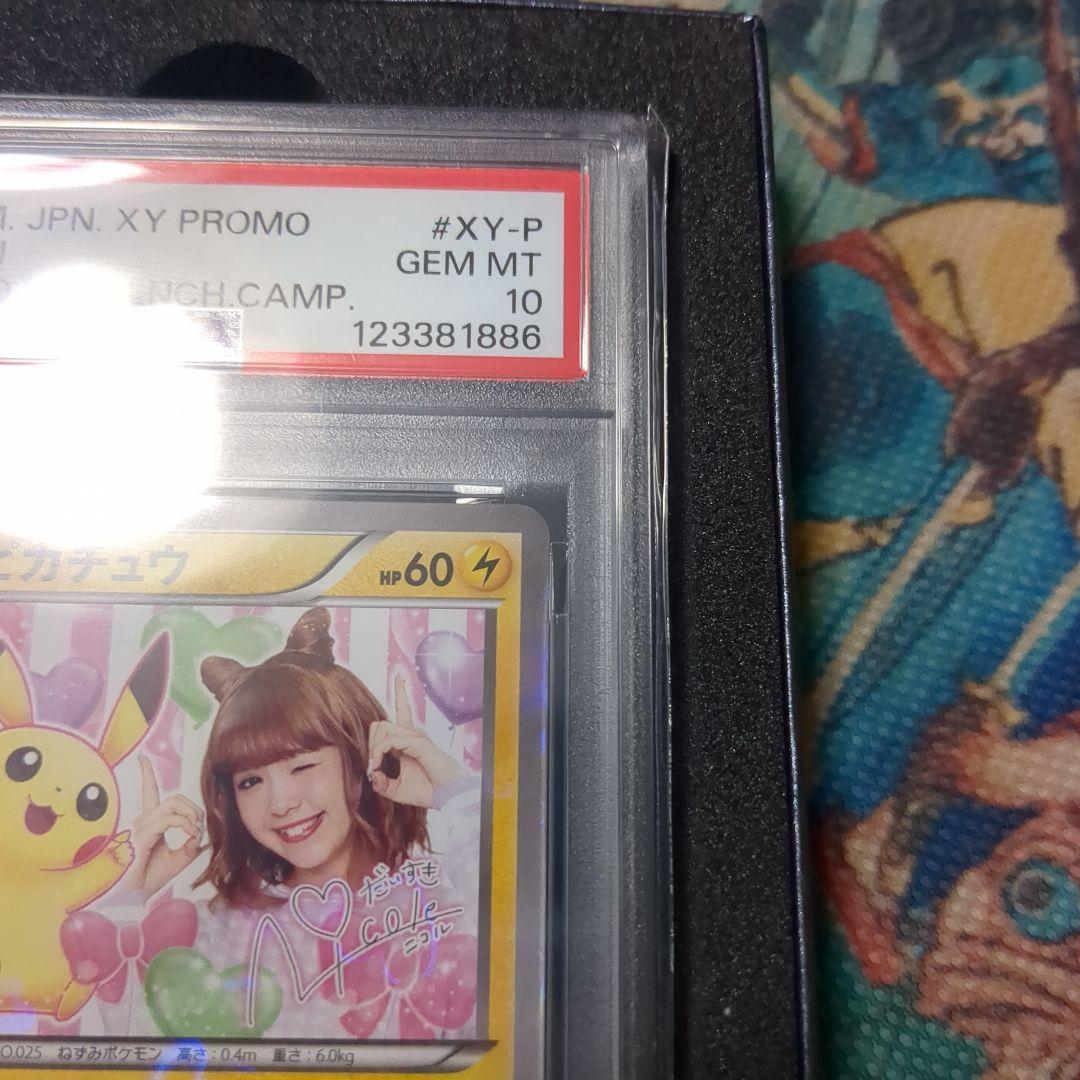 JPN. XY PROMO #XY-P
GEM MT
CAMP. 10
123381886
ピカチュウ HP60
だいすき
Nicole
ニコル
NO.025 ねずみポケモン 高さ:0.4m 重さ:6.0kg